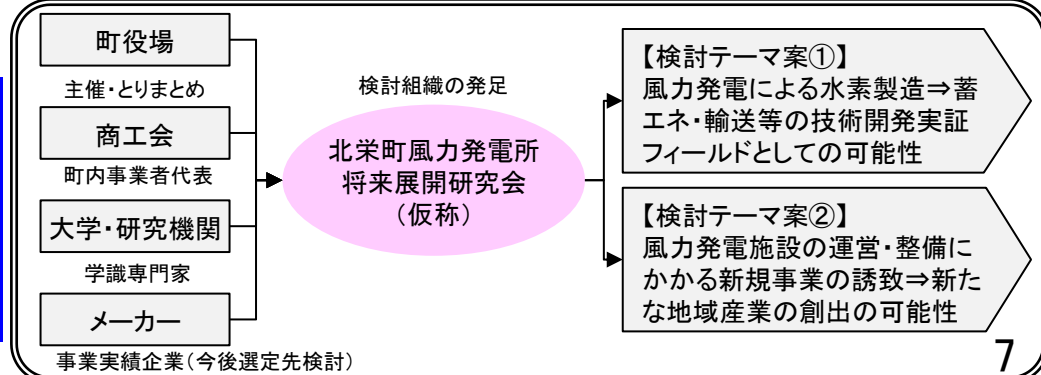 町役場
主催・とりまとめ
商工会
町内事業者代表
大学・研究機関
学識専門家
メーカー
事業実績企業(今後選定先検討)
検討組織の発足
北栄町風力発電所
将来展開研究会
(仮称)
【検討テーマ案①】
風力発電による水素製造⇒蓄
エネ・輸送等の技術開発実証
フィールドとしての可能性
【検討テーマ案②】
風力発電施設の運営・整備に
かかる新規事業の誘致⇒新た
な地域産業の創出の可能性
7